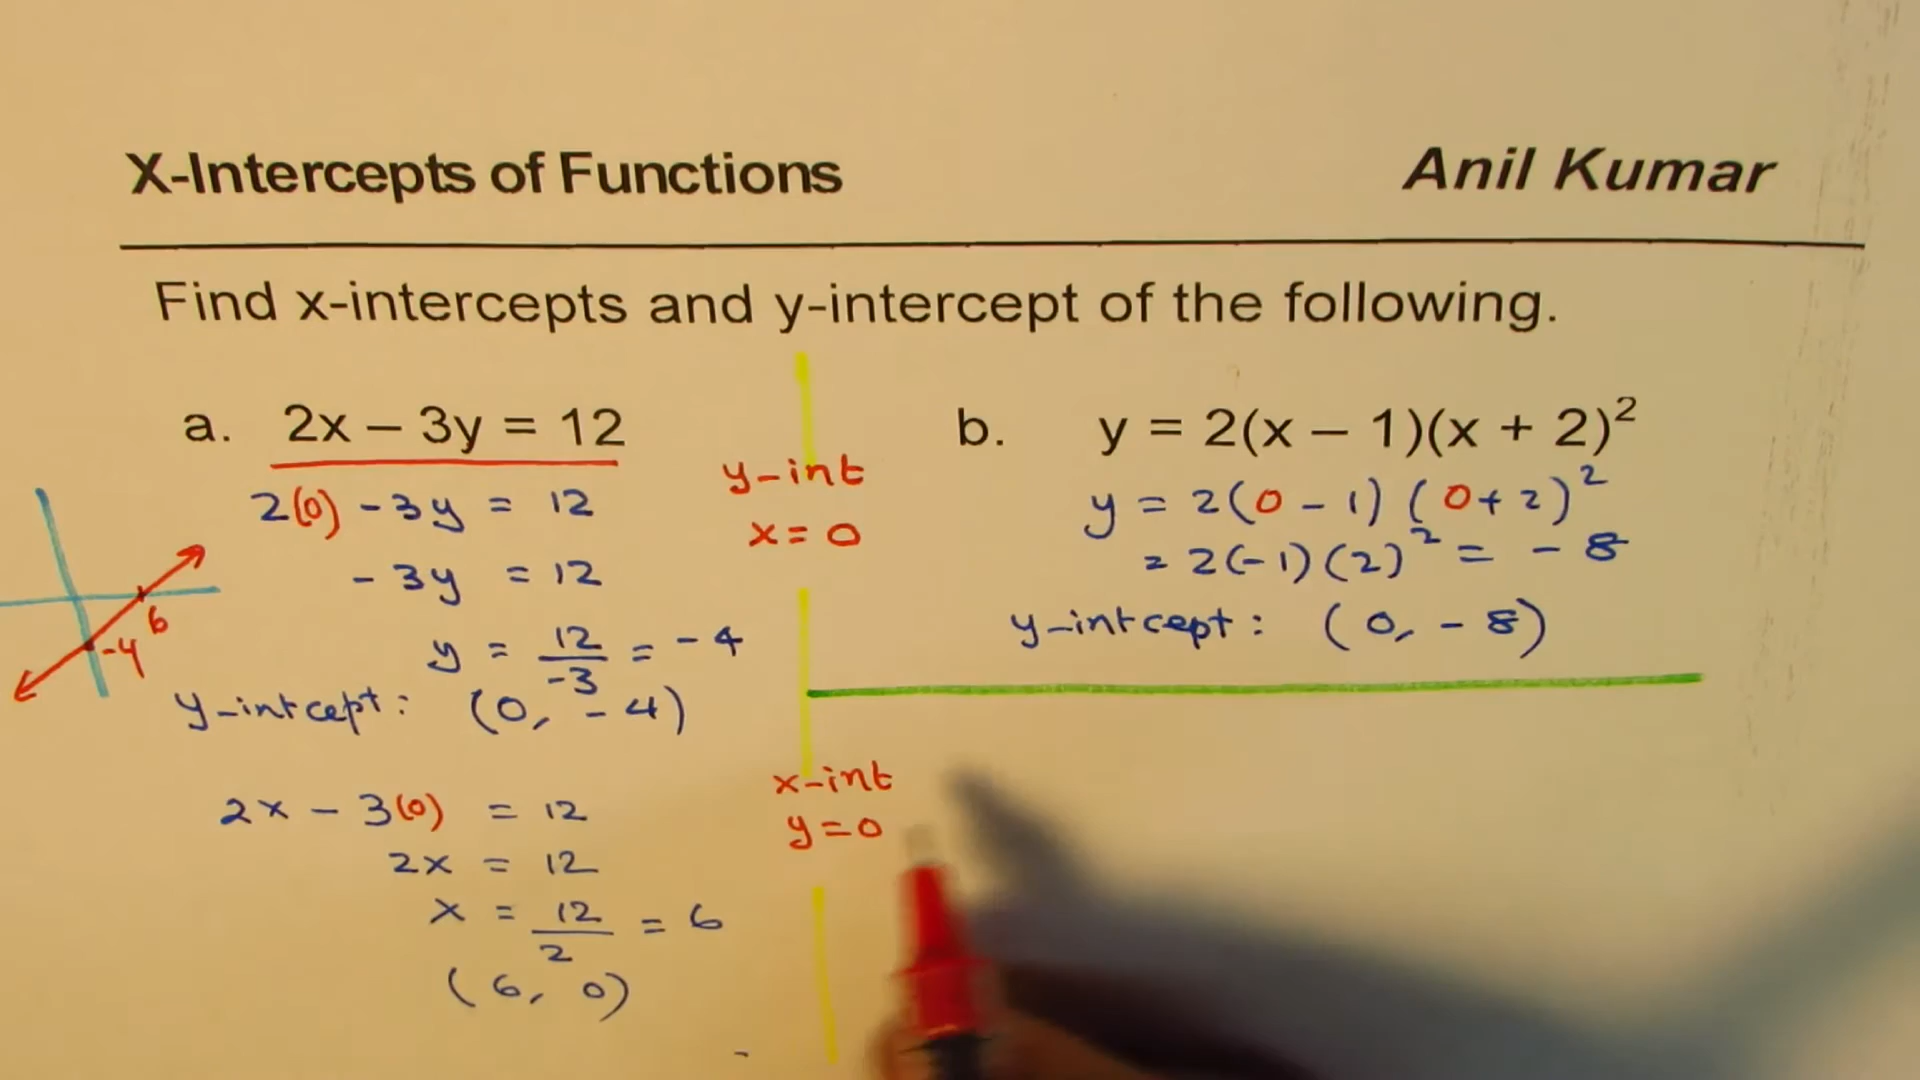 X-Intercepts of Functions
Anil Kumar
Find x-intercepts and y-intercept of the following.
a. 2x – 3y = 12
2(0) - 3y = 12
- 3y = 12
y = 12/-3 = - 4
y-intcept: (0, - 4)
-4 6
2x - 3(0) = 12
2x = 12
x = 12/2 = 6
(6, 0)
y-int
x = 0
x-int
y = 0
b. y = 2(x – 1)(x + 2)²
y = 2(0 - 1) (0 + 2)²
= 2(-1)(2)² = - 8
y-intcept: (0, - 8)